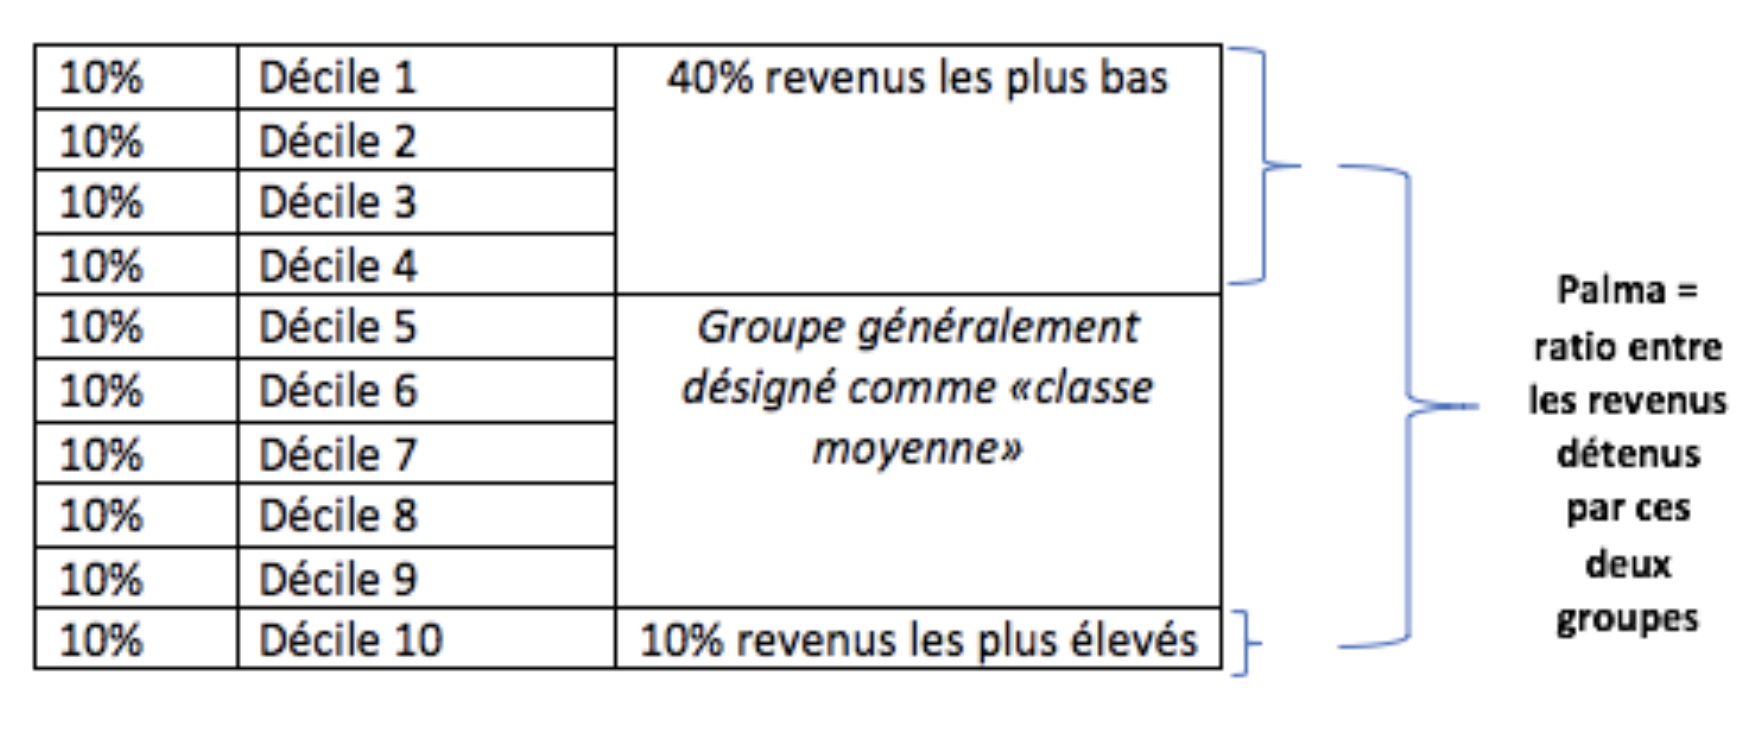 10% Décile 1 40% revenus les plus bas
10% Décile 2
10% Décile 3
10% Décile 4
10% Décile 5 Groupe généralement
10% Décile 6 désigné comme «classe
10% Décile 7 moyenne»
10% Décile 8
10% Décile 9
10% Décile 10 10% revenus les plus élevés
Palma =
ratio entre
les revenus
détenus
par ces
deux
groupes